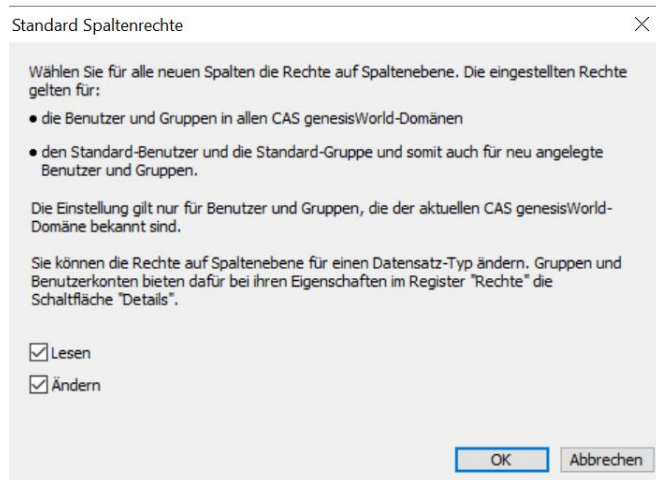 Standard Spaltenrechte
Wählen Sie für alle neuen Spalten die Rechte auf Spaltenebene. Die eingestellten Rechte
gelten für:
● die Benutzer und Gruppen in allen CAS genesisWorld-Domänen
● den Standard-Benutzer und die Standard-Gruppe und somit auch für neu angelegte
Benutzer und Gruppen.
Die Einstellung gilt nur für Benutzer und Gruppen, die der aktuellen CAS genesisWorld-
Domäne bekannt sind.
Sie können die Rechte auf Spaltenebene für einen Datensatz-Typ ändern. Gruppen und
Benutzerkonten bieten dafür bei ihren Eigenschaften im Register "Rechte" die
Schaltfläche "Details".
Lesen
Ändern
OK Abbrechen